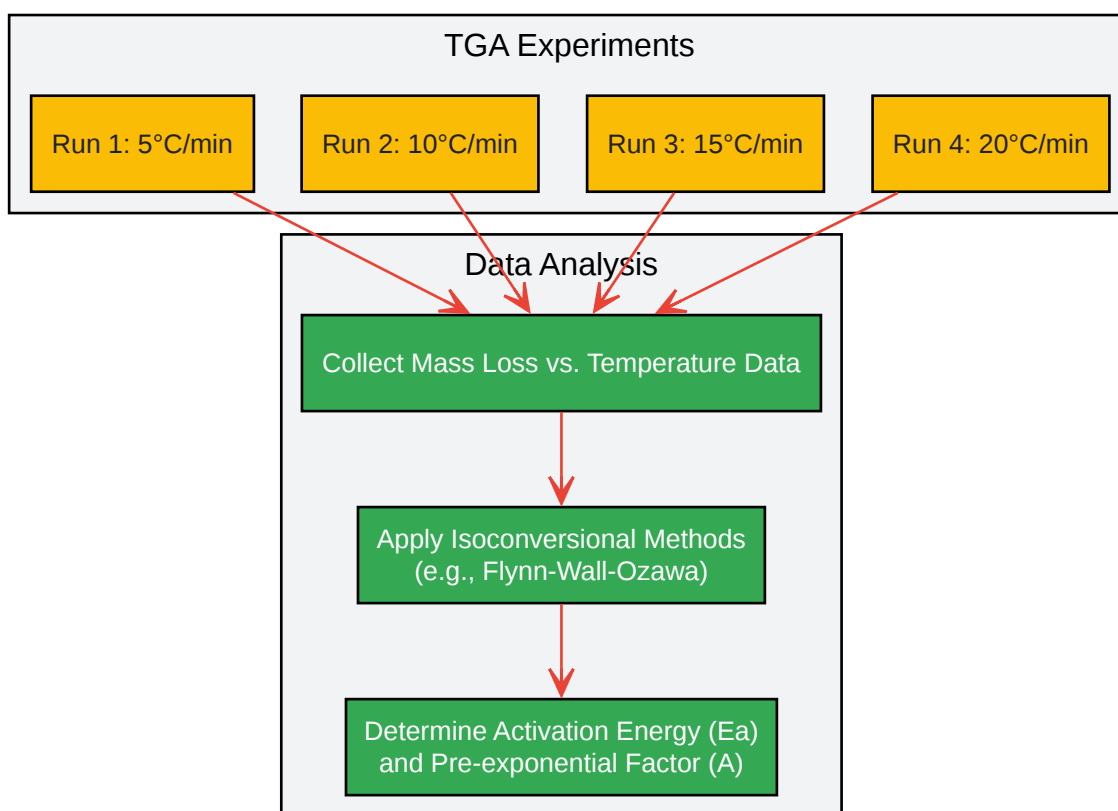 TGA Experiments
Run 1: 5°C/min
Run 2: 10°C/min
Run 3: 15°C/min
Run 4: 20°C/min
Data Analysis
Collect Mass Loss vs. Temperature Data
Apply Isoconversional Methods
(e.g., Flynn-Wall-Ozawa)
Determine Activation Energy (Ea)
and Pre-exponential Factor (A)